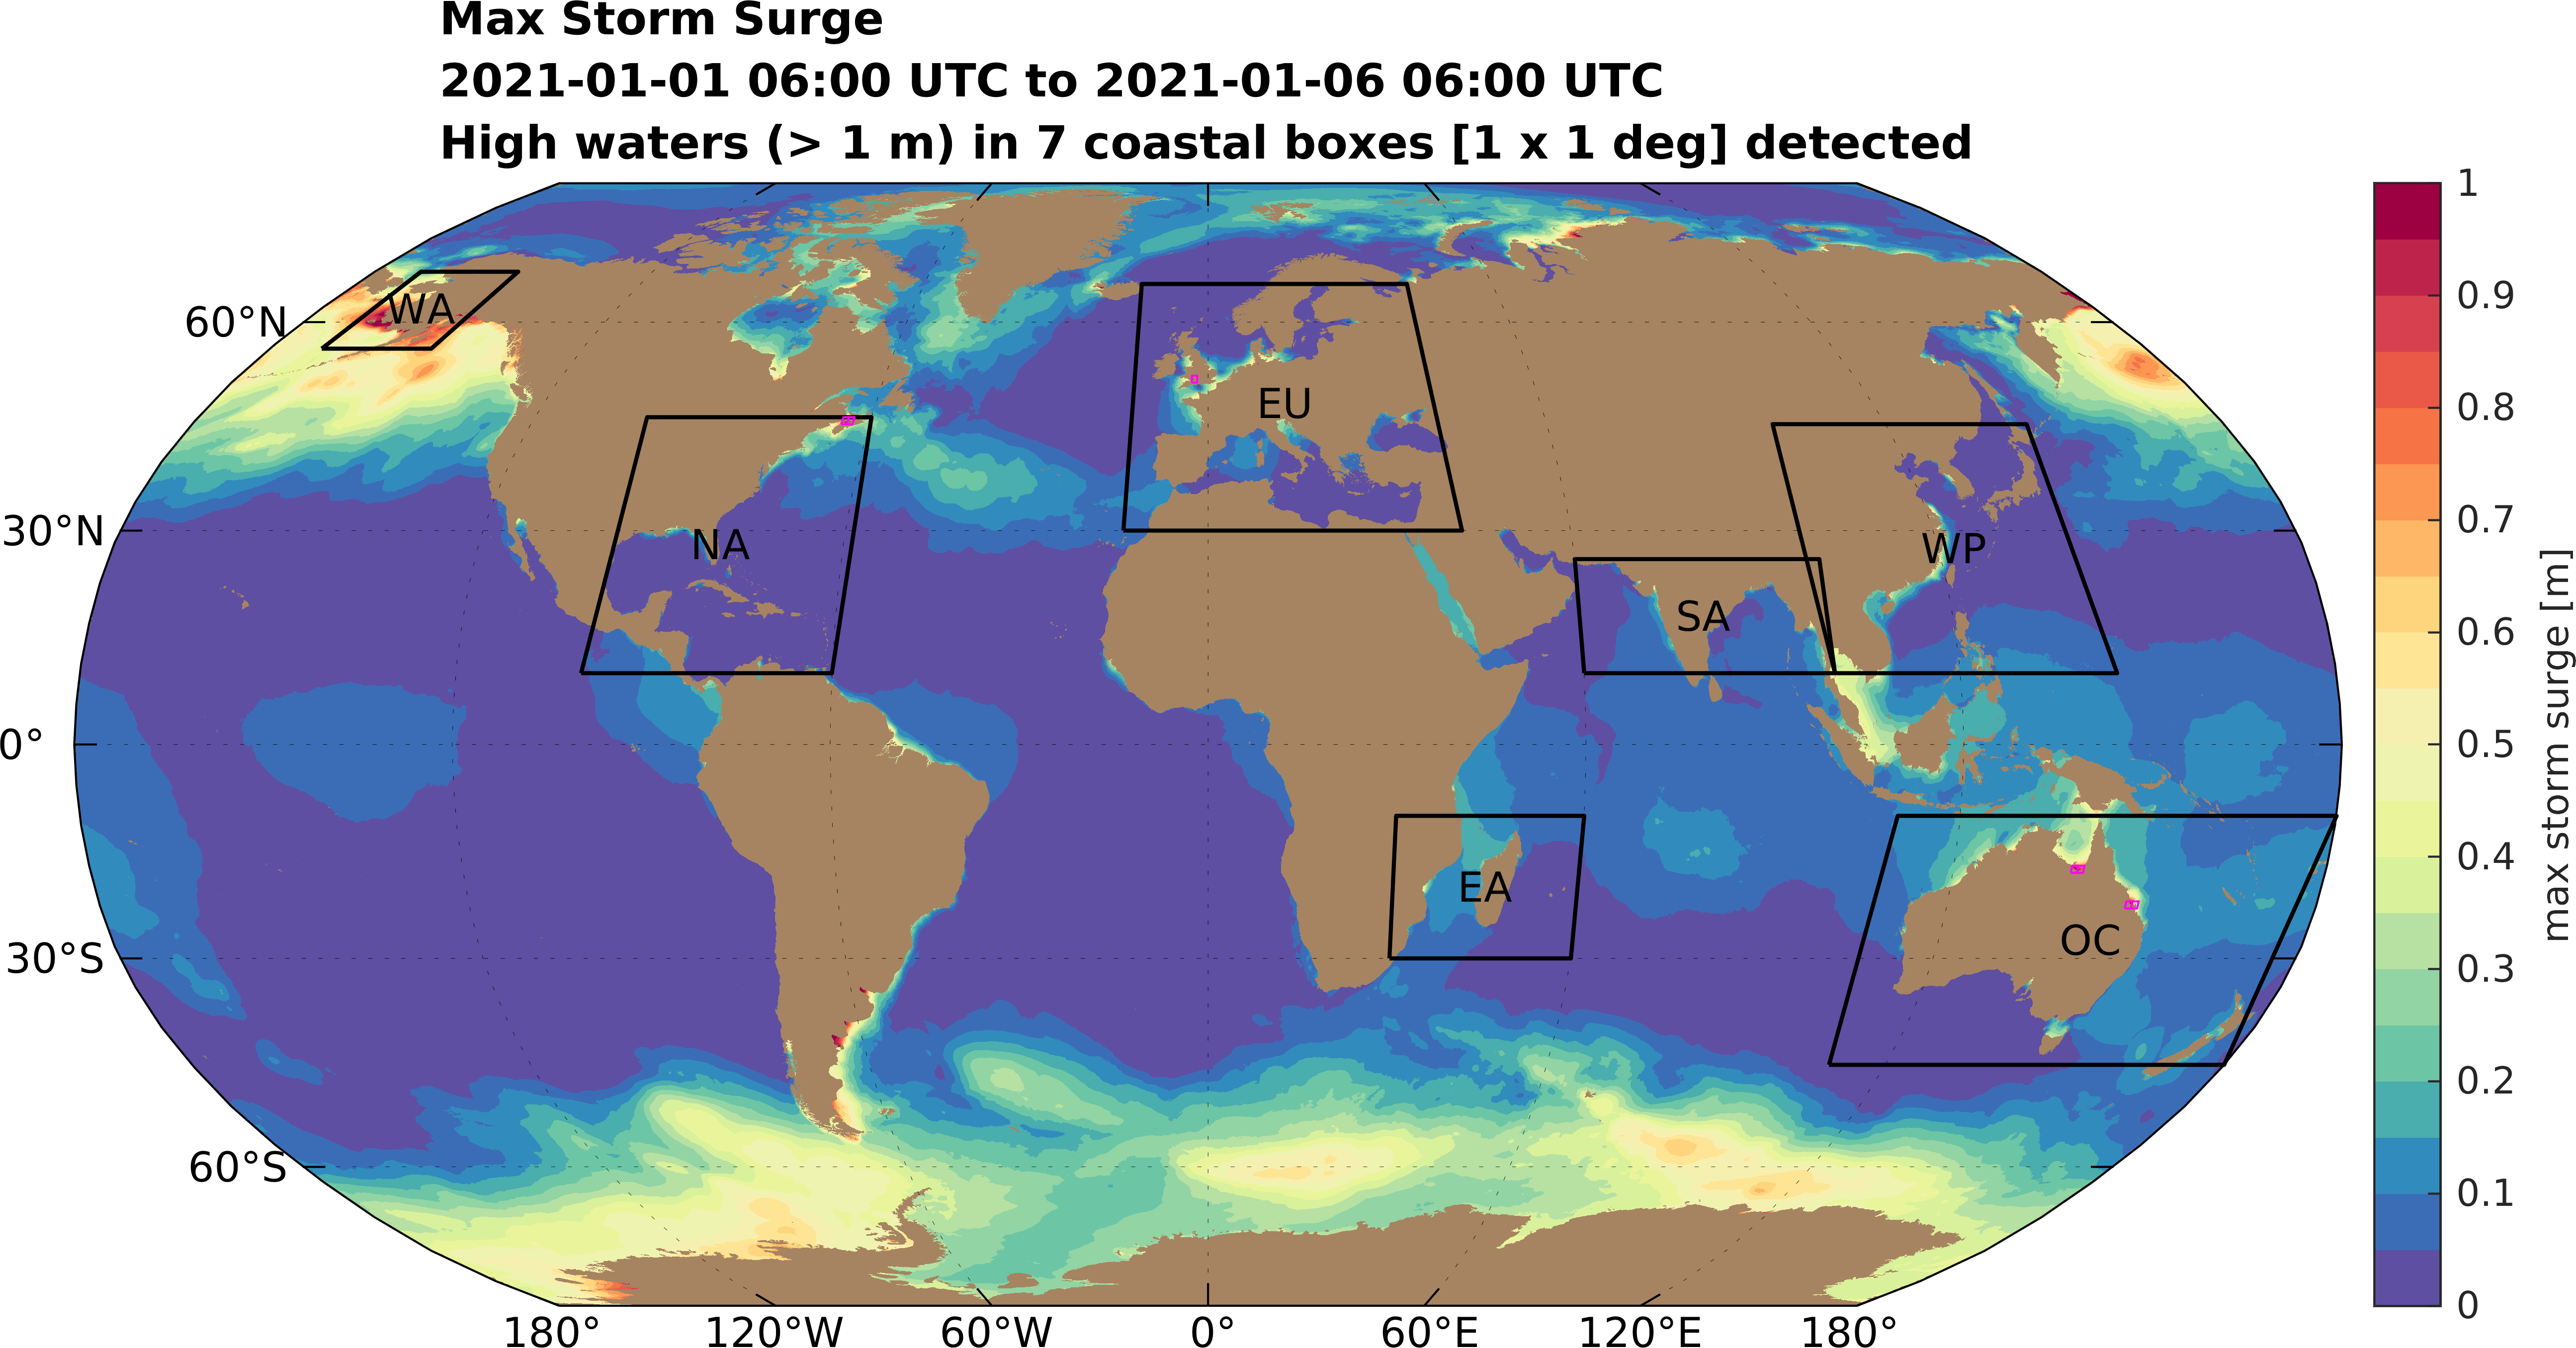 Max Storm Surge
2021-01-01 06:00 UTC to 2021-01-06 06:00 UTC
High waters (> 1 m) in 7 coastal boxes [1 x 1 deg] detected
60°N
30°N
0°
30°S
60°S
180°
120°W
60°W
0°
60°E
120°E
180°
WA
NA
EU
SA
WP
EA
OC
1
0.9
0.8
0.7
0.6
0.5
0.4
0.3
0.2
0.1
0
max storm surge [m]